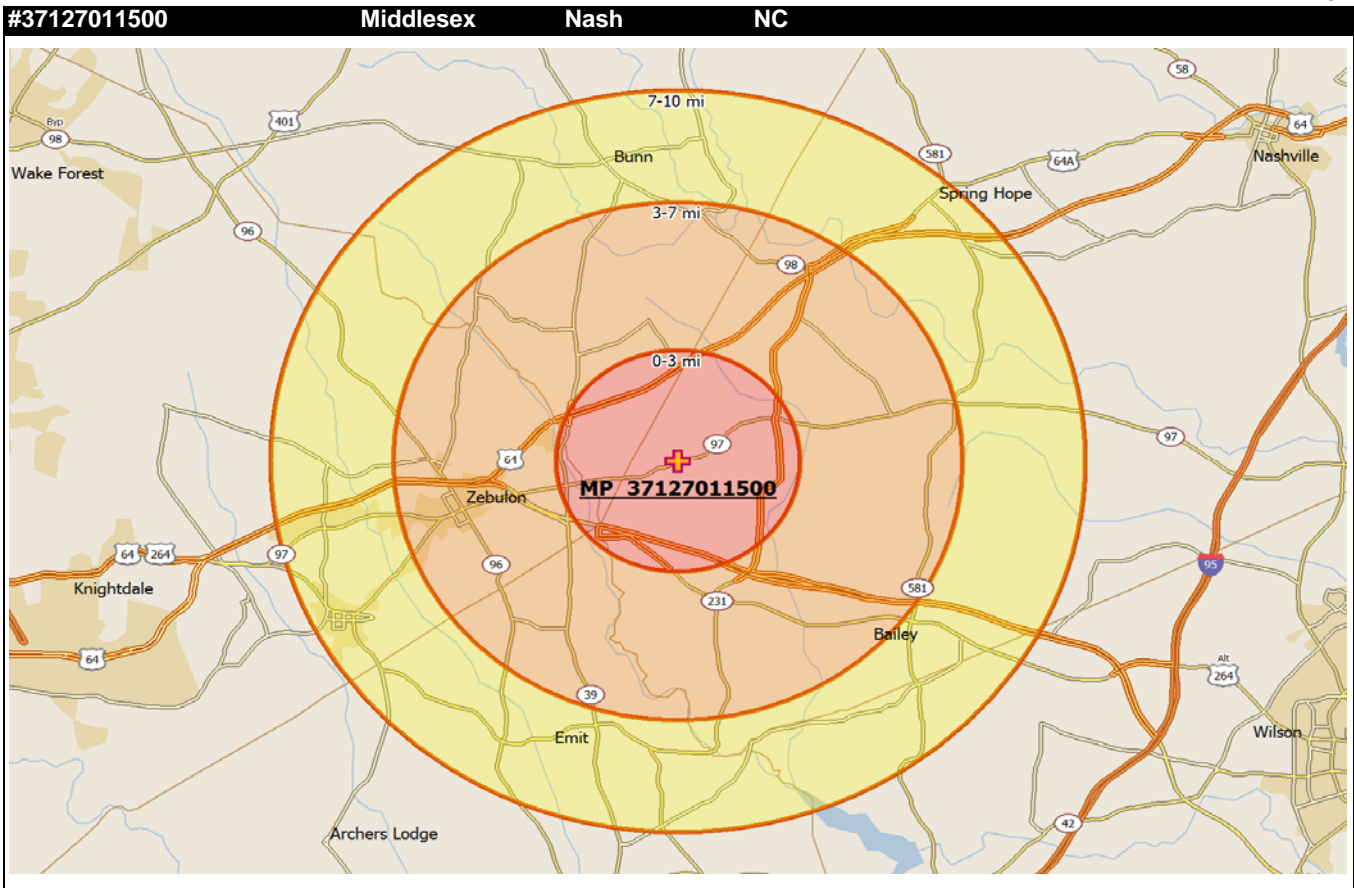 #37127011500 Middlesex Nash NC
7-10 mi
58
401
Byp
98
64
Bunn
581
64A
Nashville
Wake Forest
Spring Hope
3-7 mi
96
98
0-3 mi
97
97
64
MP 37127011500
Zebulon
64 264
97
96
95
Knightdale
581
231
Bailey
64
Alt
264
39
Emit
Wilson
42
Archers Lodge